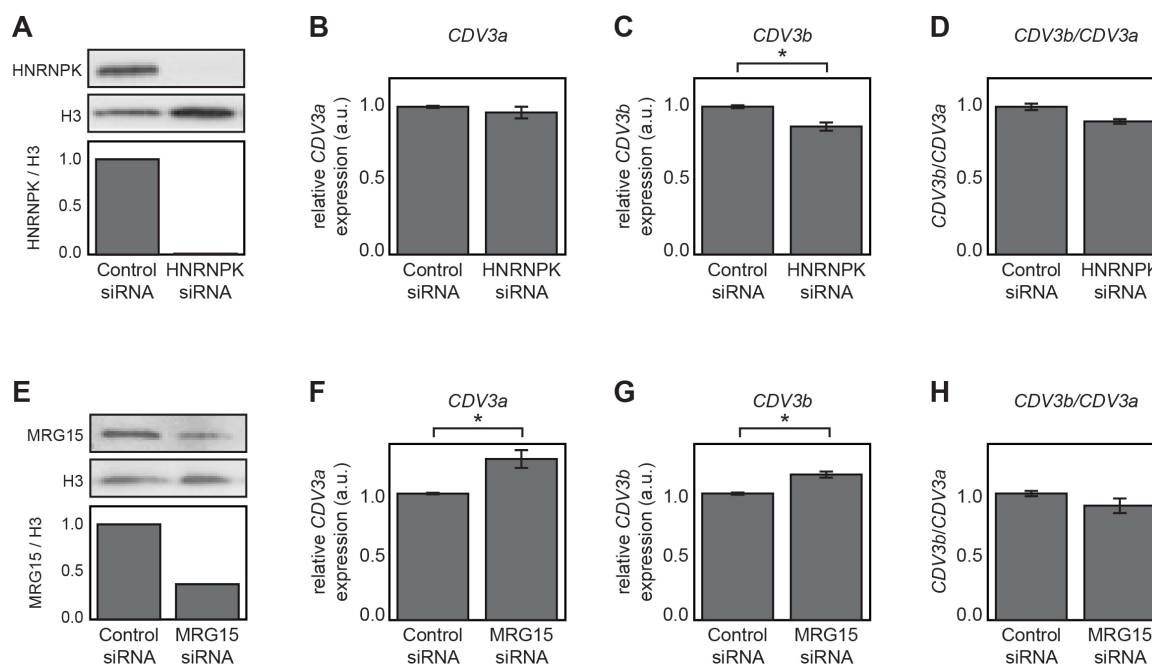 A
HNRNPK
H3
HNRNPK / H3
1.0
0.5
0.0
Control siRNA
HNRNPK siRNA
B
CDV3a
relative CDV3a
expression (a.u.)
1.0
0.5
0.0
Control siRNA
HNRNPK siRNA
C
CDV3b
*
relative CDV3b
expression (a.u.)
1.0
0.5
0.0
Control siRNA
HNRNPK siRNA
D
CDV3b/CDV3a
CDV3b/CDV3a
1.0
0.5
0.0
Control siRNA
HNRNPK siRNA
E
MRG15
H3
MRG15 / H3
1.0
0.5
0.0
Control siRNA
MRG15 siRNA
F
CDV3a
*
relative CDV3a
expression (a.u.)
1.0
0.5
0.0
Control siRNA
MRG15 siRNA
G
CDV3b
*
relative CDV3b
expression (a.u.)
1.0
0.5
0.0
Control siRNA
MRG15 siRNA
H
CDV3b/CDV3a
CDV3b/CDV3a
1.0
0.5
0.0
Control siRNA
MRG15 siRNA